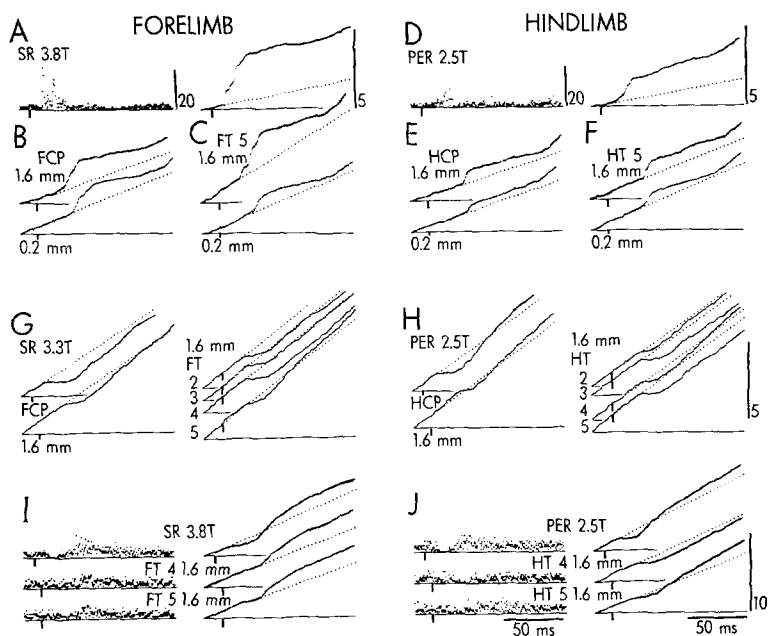 FORELIMB
HINDLIMB
A
SR 3.8T
20
5
D
PER 2.5T
20
5
B
FCP
1.6 mm
0.2 mm
C
FT 5
1.6 mm
0.2 mm
E
HCP
1.6 mm
0.2 mm
F
HT 5
1.6 mm
0.2 mm
G
SR 3.3T
FCP
1.6 mm
1.6 mm
FT
2
3
4
5
H
PER 2.5T
HCP
1.6 mm
1.6 mm
HT
2
3
4
5
5
I
SR 3.8T
FT 4 1.6 mm
FT 5 1.6 mm
J
PER 2.5T
HT 4 1.6 mm
HT 5 1.6 mm
10
50 ms
50 ms